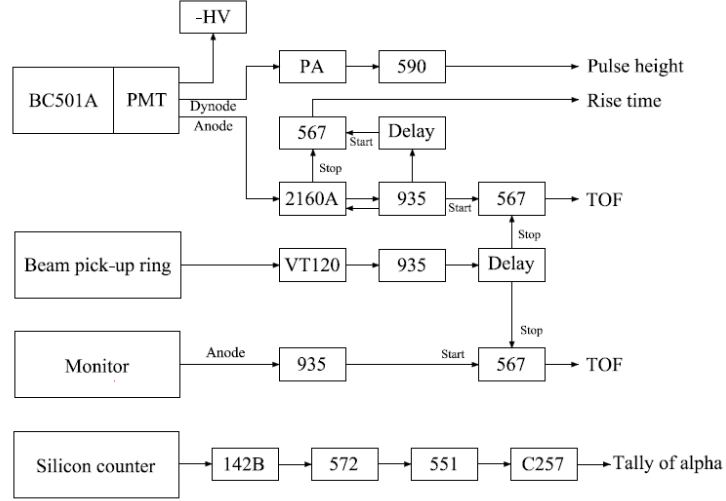 -HV
BC501A PMT PA 590 Pulse height
Dynode
Anode
Rise time
567 Delay
Start
Stop
2160A 935 567 TOF
Start
Stop
Beam pick-up ring VT120 935 Delay
Stop
Monitor Anode 935 Start 567 TOF
Silicon counter 142B 572 551 C257 Tally of alpha